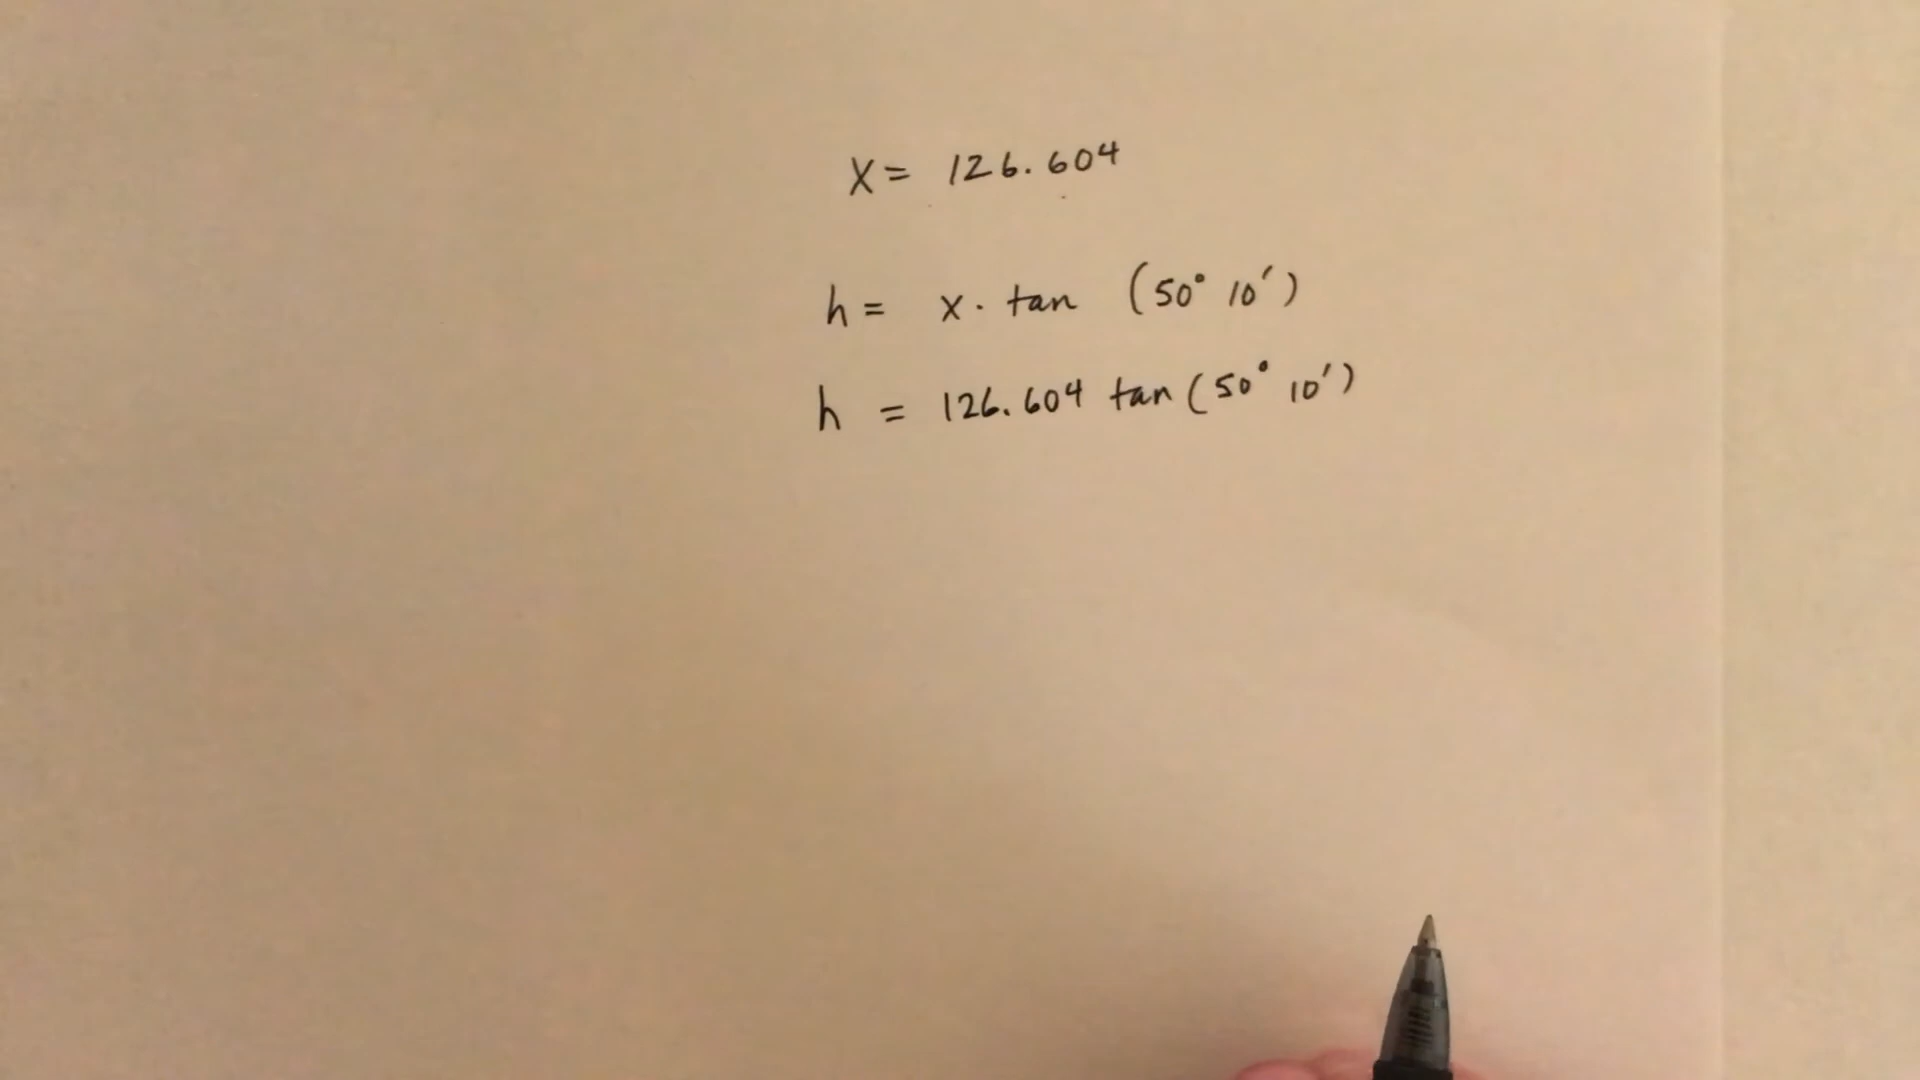 X = 126.604
h = x · tan (50° 10′)
h = 126.604 tan (50° 10′)